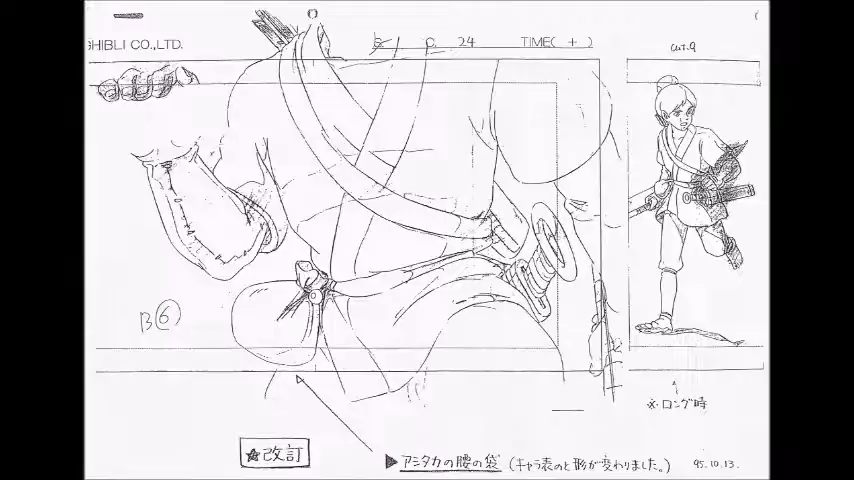 GHIBLI CO.,LTD.
S C. 24 TIME( + )
cut.9
B⑥
※ロング時
★改訂
▶アシタカの腰の袋 (キャラ表のと形が変わりました。) 95.10.13.